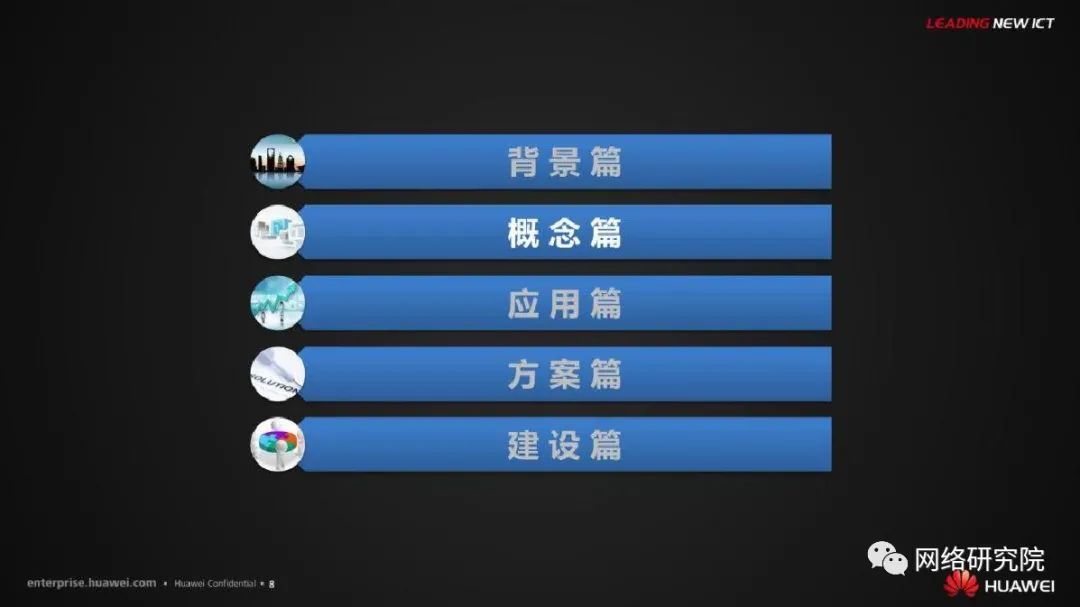 LEADING NEW ICT
背景篇
概念篇
应用篇
方案篇
SOLUTION
建设篇
网络研究院
enterprise.huawei.com ▪ Huawei Confidential ▪ 8
HUAWEI